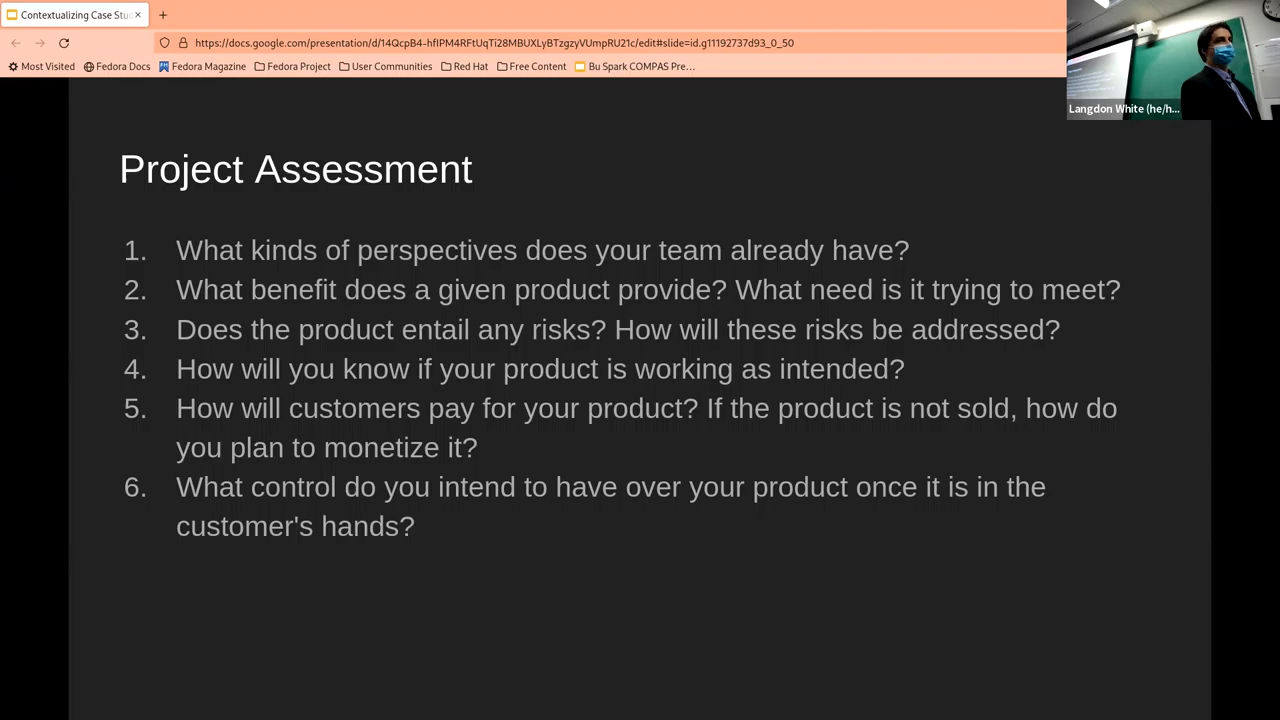 Contextualizing Case Stu
https://docs.google.com/presentation/d/14QcpB4-hfIPM4RFtUqTi28MBUXLyBTzgzyVUmpRU21c/edit#slide=id.g11192737d93_0_50
Most Visited Fedora Docs Fedora Magazine Fedora Project User Communities Red Hat Free Content Bu Spark COMPAS Pre…
Langdon White (he/h...
Project Assessment
1. What kinds of perspectives does your team already have?
2. What benefit does a given product provide? What need is it trying to meet?
3. Does the product entail any risks? How will these risks be addressed?
4. How will you know if your product is working as intended?
5. How will customers pay for your product? If the product is not sold, how do
you plan to monetize it?
6. What control do you intend to have over your product once it is in the
customer's hands?